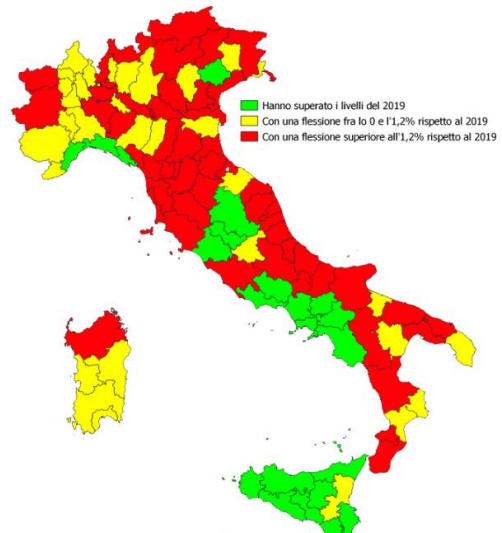 Hanno superato i livelli del 2019
Con una flessione fra lo 0 e l'1,2% rispetto al 2019
Con una flessione superiore all'1,2% rispetto al 2019